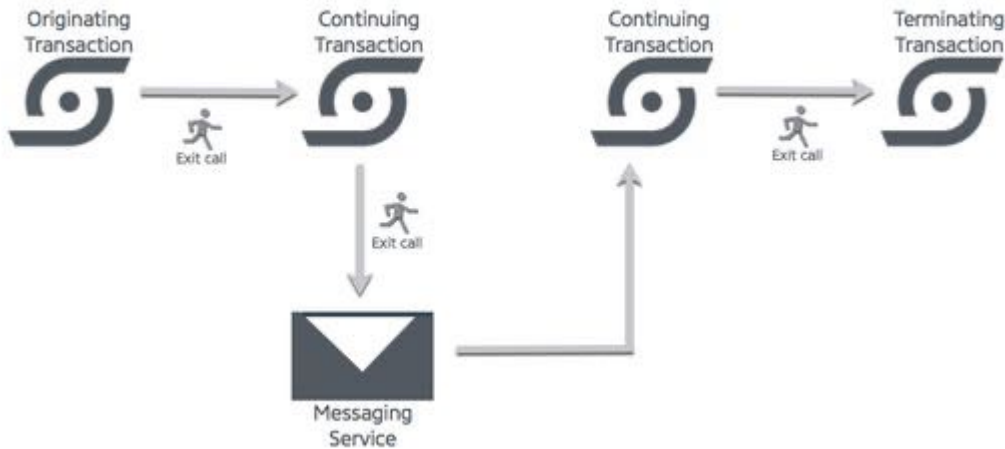 Originating
Transaction
Continuing
Transaction
Continuing
Transaction
Terminating
Transaction
Exit call
Exit call
Exit call
Messaging
Service